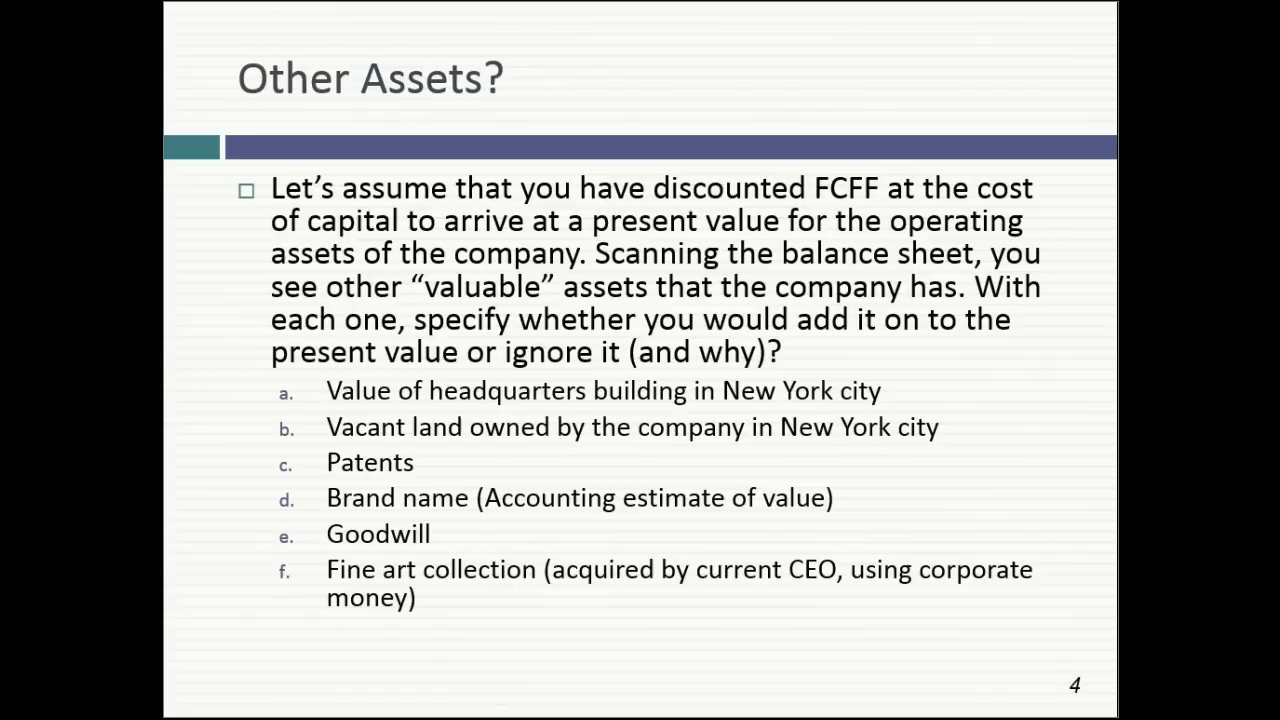 Other Assets?
Let’s assume that you have discounted FCFF at the cost
of capital to arrive at a present value for the operating
assets of the company. Scanning the balance sheet, you
see other “valuable” assets that the company has. With
each one, specify whether you would add it on to the
present value or ignore it (and why)?
a. Value of headquarters building in New York city
b. Vacant land owned by the company in New York city
c. Patents
d. Brand name (Accounting estimate of value)
e. Goodwill
f. Fine art collection (acquired by current CEO, using corporate
money)
4